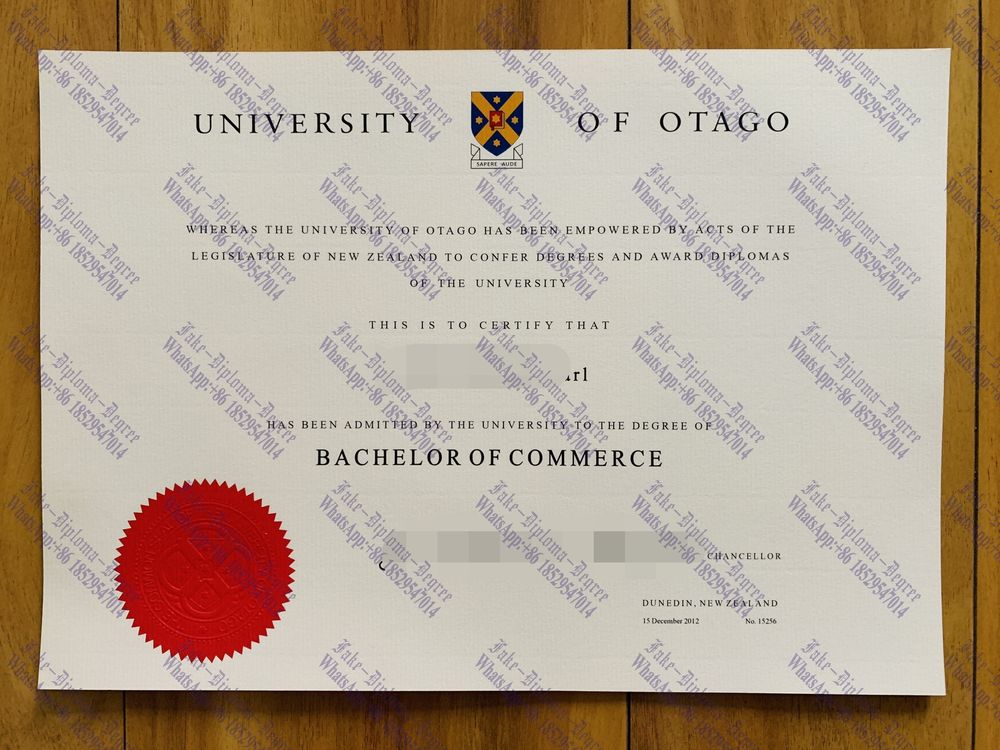 UNIVERSITY OF OTAGO
SAPERE AUDE
WHEREAS THE UNIVERSITY OF OTAGO HAS BEEN EMPOWERED BY ACTS OF THE
LEGISLATURE OF NEW ZEALAND TO CONFER DEGREES AND AWARD DIPLOMAS
OF THE UNIVERSITY
THIS IS TO CERTIFY THAT
HAS BEEN ADMITTED BY THE UNIVERSITY TO THE DEGREE OF
BACHELOR OF COMMERCE
CHANCELLOR
DUNEDIN, NEW ZEALAND
15 December 2012 No. 15256
Fake-Diploma-Degree
WhatsApp:+86 18529547014